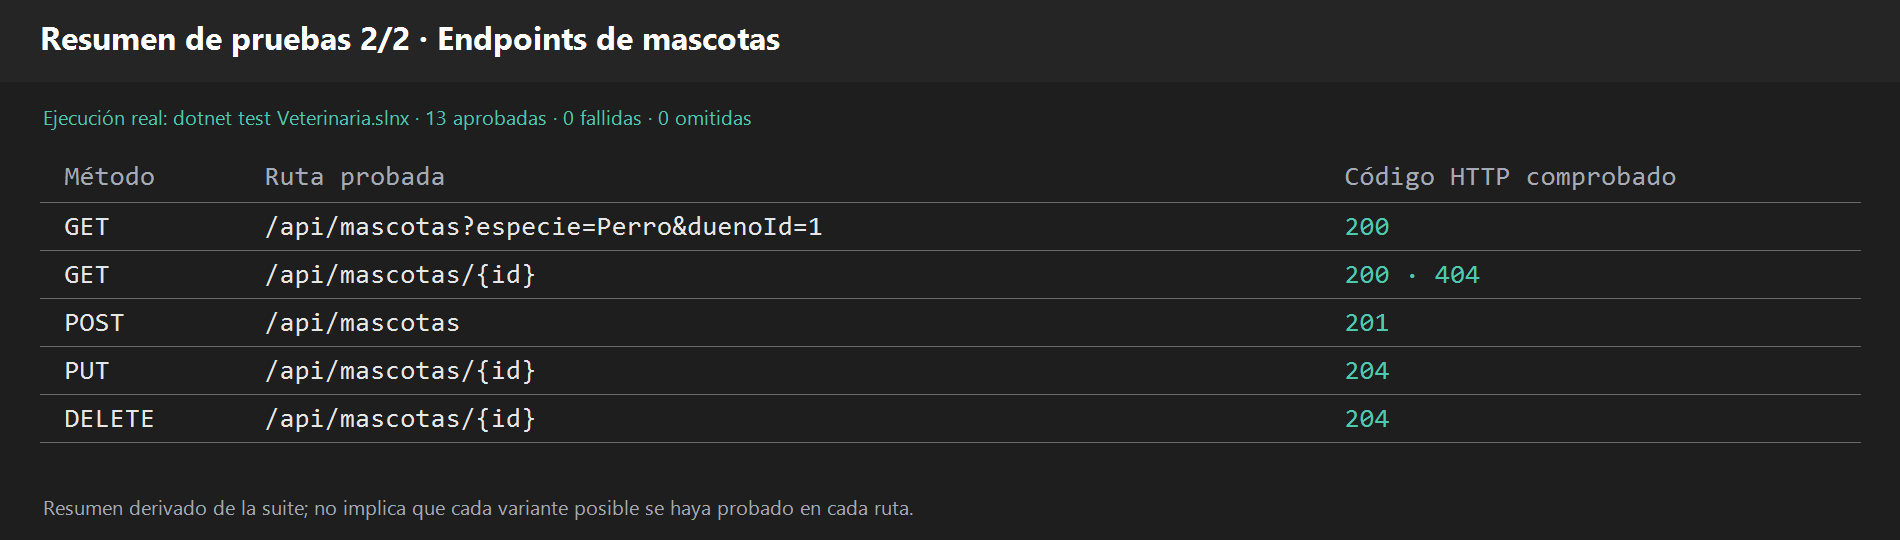 Resumen de pruebas 2/2 · Endpoints de mascotas
Ejecución real: dotnet test Veterinaria.slnx · 13 aprobadas · 0 fallidas · 0 omitidas
Método Ruta probada Código HTTP comprobado
GET /api/mascotas?especie=Perro&duenoId=1 200
GET /api/mascotas/{id} 200 · 404
POST /api/mascotas 201
PUT /api/mascotas/{id} 204
DELETE /api/mascotas/{id} 204
Resumen derivado de la suite; no implica que cada variante posible se haya probado en cada ruta.